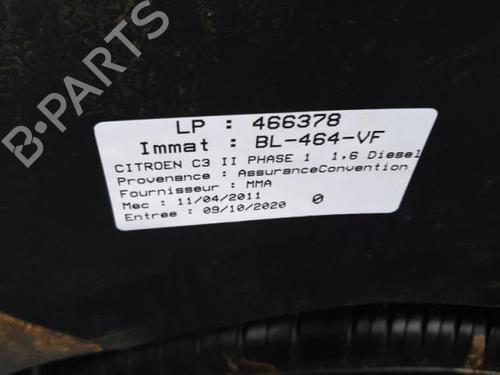 LP : 466378
Immat : BL-464-VF
CITROEN C3 II PHASE 1 1,6 Diesel
Provenance : AssuranceConvention
Fournisseur : MMA
Mec : 11/04/2011
Entree : 09/10/2020 0
B-PARTS